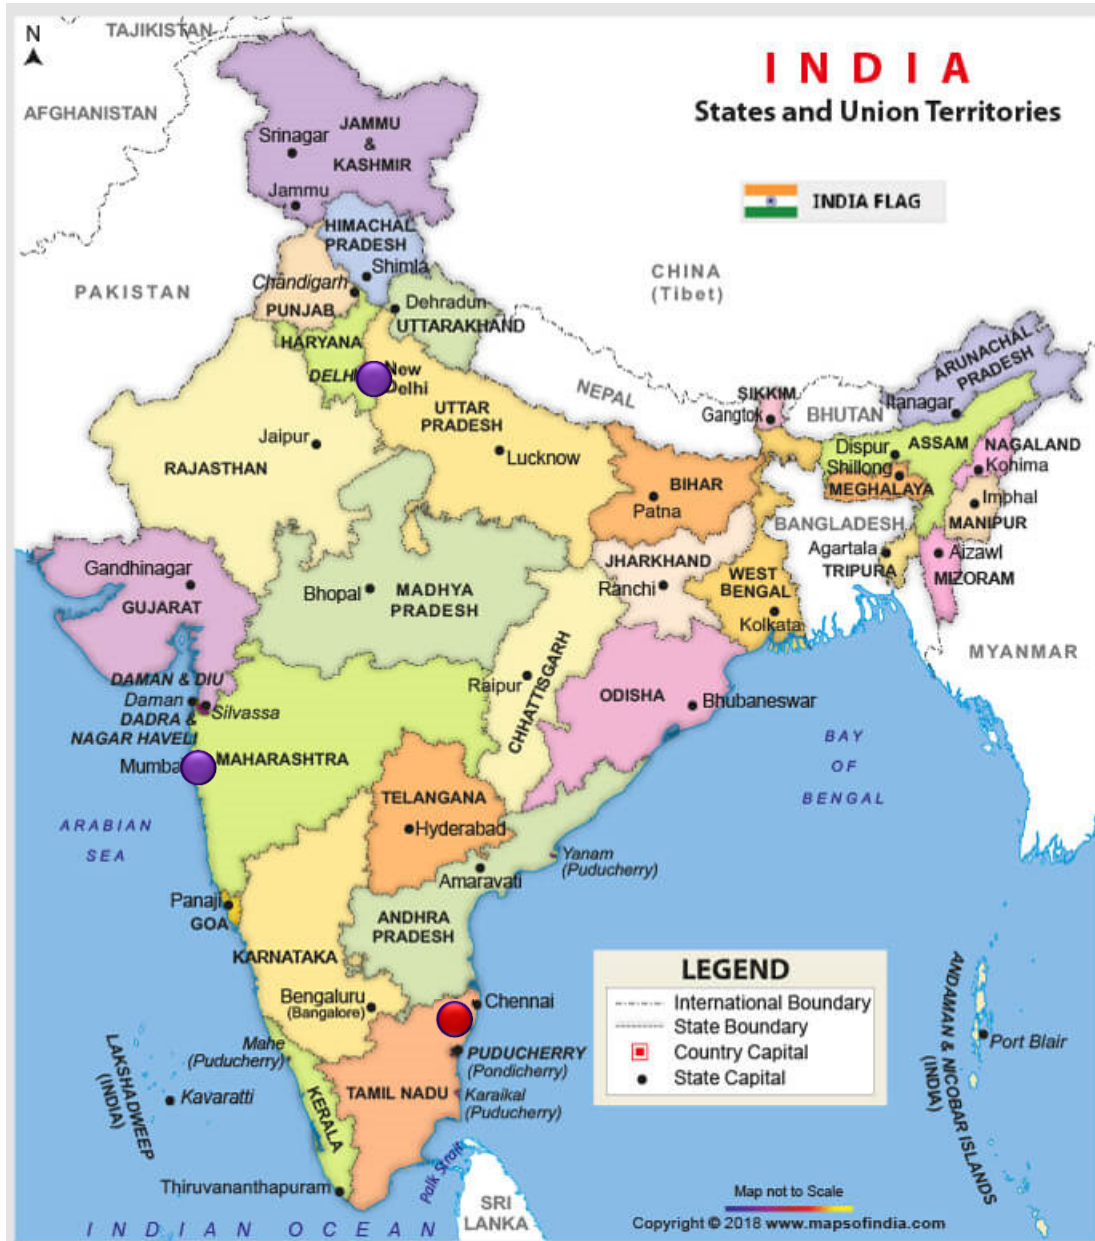 N
TAJIKISTAN
AFGHANISTAN
INDIA
States and Union Territories
INDIA FLAG
Srinagar
JAMMU
&
KASHMIR
Jammu
HIMACHAL
PRADESH
Shimla
Chandigarh
PUNJAB
PAKISTAN
CHINA
(Tibet)
Dehradun
UTTARAKHAND
HARYANA
DELHI
New
Delhi
UTTAR
PRADESH
Lucknow
Jaipur
RAJASTHAN
NEPAL
SIKKIM
Gangtok
BHUTAN
ARUNACHAL
PRADESH
Itanagar
Dispur
ASSAM
NAGALAND
Shillong
Kohima
MEGHALAYA
Imphal
MANIPUR
BIHAR
Patna
BANGLADESH
Agartala
TRIPURA
Aizawl
MIZORAM
Gandhinagar
GUJARAT
Bhopal
MADHYA
PRADESH
JHARKHAND
Ranchi
WEST
BENGAL
Kolkata
MYANMAR
DAMAN & DIU
Daman
Silvassa
DADRA &
NAGAR HAVELI
Raipur
CHHATTISGARH
ODISHA
Bhubaneswar
Mumba
MAHARASHTRA
BAY
OF
BENGAL
TELANGANA
Hyderabad
ARABIAN
SEA
Yanam
(Puducherry)
Amaravati
Panaji
GOA
ANDHRA
PRADESH
KARNATAKA
Bengaluru
(Bangalore)
Chennai
LEGEND
International Boundary
State Boundary
Country Capital
State Capital
ANDAMAN & NICOBAR ISLANDS
(INDIA)
Port Blair
Mahe
(Puducherry)
PUDUCHERRY
(Pondicherry)
LAKSHADWEEP
(INDIA)
Kavaratti
KERALA
TAMIL NADU
Karaikal
(Puducherry)
Palk Strait
Thiruvananthapuram
SRI
LANKA
INDIAN OCEAN
Map not to Scale
Copyright © 2018 www.mapsofindia.com